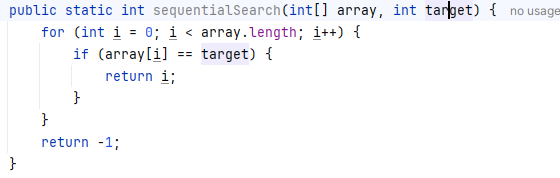 public static int sequentialSearch(int[] array, int target) { no usage
    for (int i = 0; i < array.length; i++) {
        if (array[i] == target) {
            return i;
        }
    }
    return -1;
}